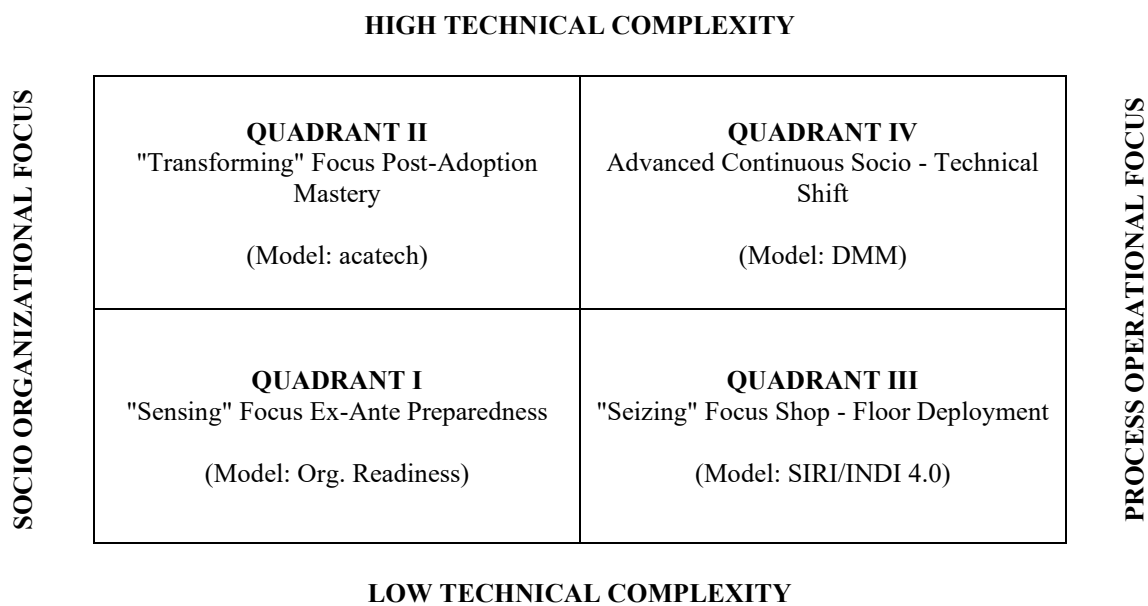 HIGH TECHNICAL COMPLEXITY
SOCIO ORGANIZATIONAL FOCUS
QUADRANT II
"Transforming" Focus Post-Adoption
Mastery
(Model: acatech)
QUADRANT IV
Advanced Continuous Socio - Technical
Shift
(Model: DMM)
QUADRANT I
"Sensing" Focus Ex-Ante Preparedness
(Model: Org. Readiness)
QUADRANT III
"Seizing" Focus Shop - Floor Deployment
(Model: SIRI/INDI 4.0)
PROCESS OPERATIONAL FOCUS
LOW TECHNICAL COMPLEXITY